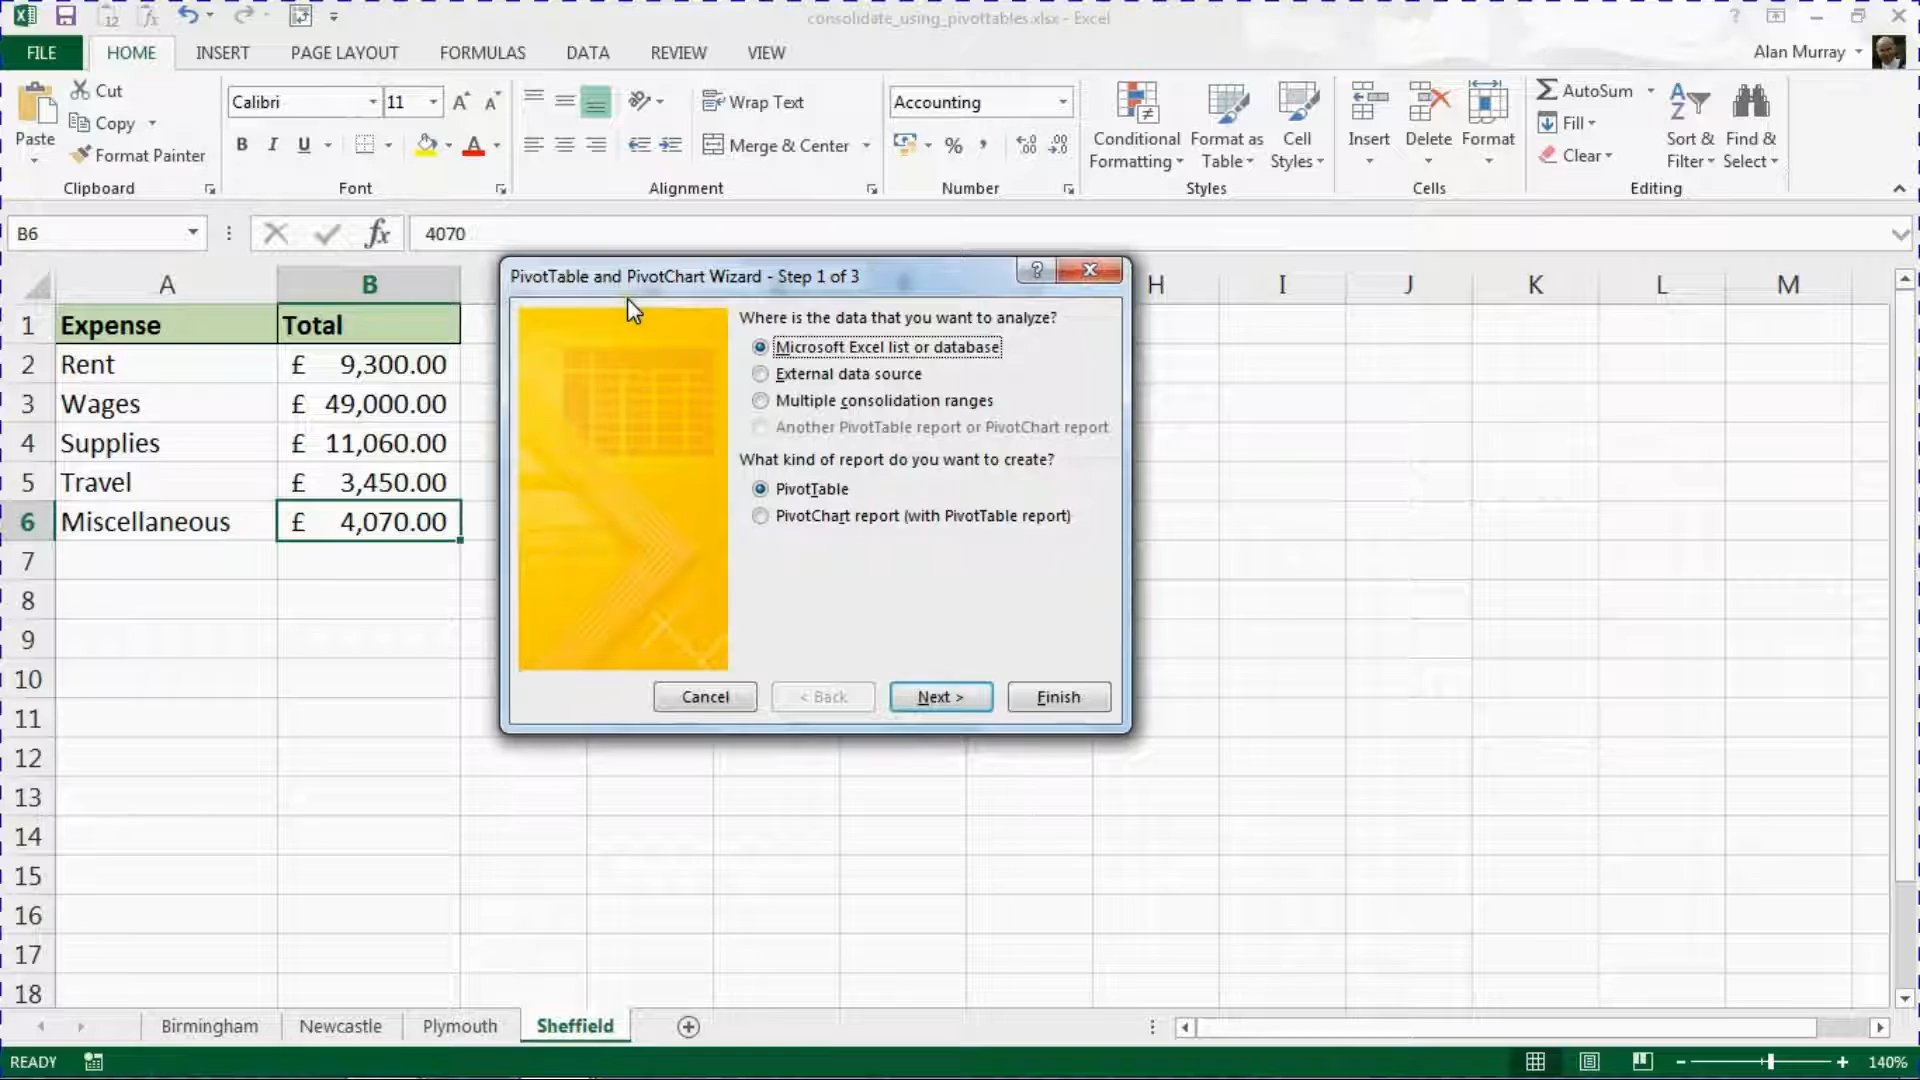 consolidate_using_pivottables.xlsx - Excel
FILE HOME INSERT PAGE LAYOUT FORMULAS DATA REVIEW VIEW Alan Murray
Paste
Cut
Copy
Format Painter
Clipboard
Calibri 11
B I U
Font
Wrap Text
Merge & Center
Alignment
Accounting
%
Number
Conditional Formatting
Format as Table
Cell Styles
Styles
Insert Delete Format
Cells
AutoSum
Fill
Clear
Sort & Filter
Find & Select
Editing
B6 fx 4070
A B H I J K L M
1 Expense Total
2 Rent £ 9,300.00
3 Wages £ 49,000.00
4 Supplies £ 11,060.00
5 Travel £ 3,450.00
6 Miscellaneous £ 4,070.00
7
8
9
10
11
12
13
14
15
16
17
18
PivotTable and PivotChart Wizard - Step 1 of 3
Where is the data that you want to analyze?
Microsoft Excel list or database
External data source
Multiple consolidation ranges
Another PivotTable report or PivotChart report
What kind of report do you want to create?
PivotTable
PivotChart report (with PivotTable report)
Cancel < Back Next > Finish
Birmingham Newcastle Plymouth Sheffield
READY 140%